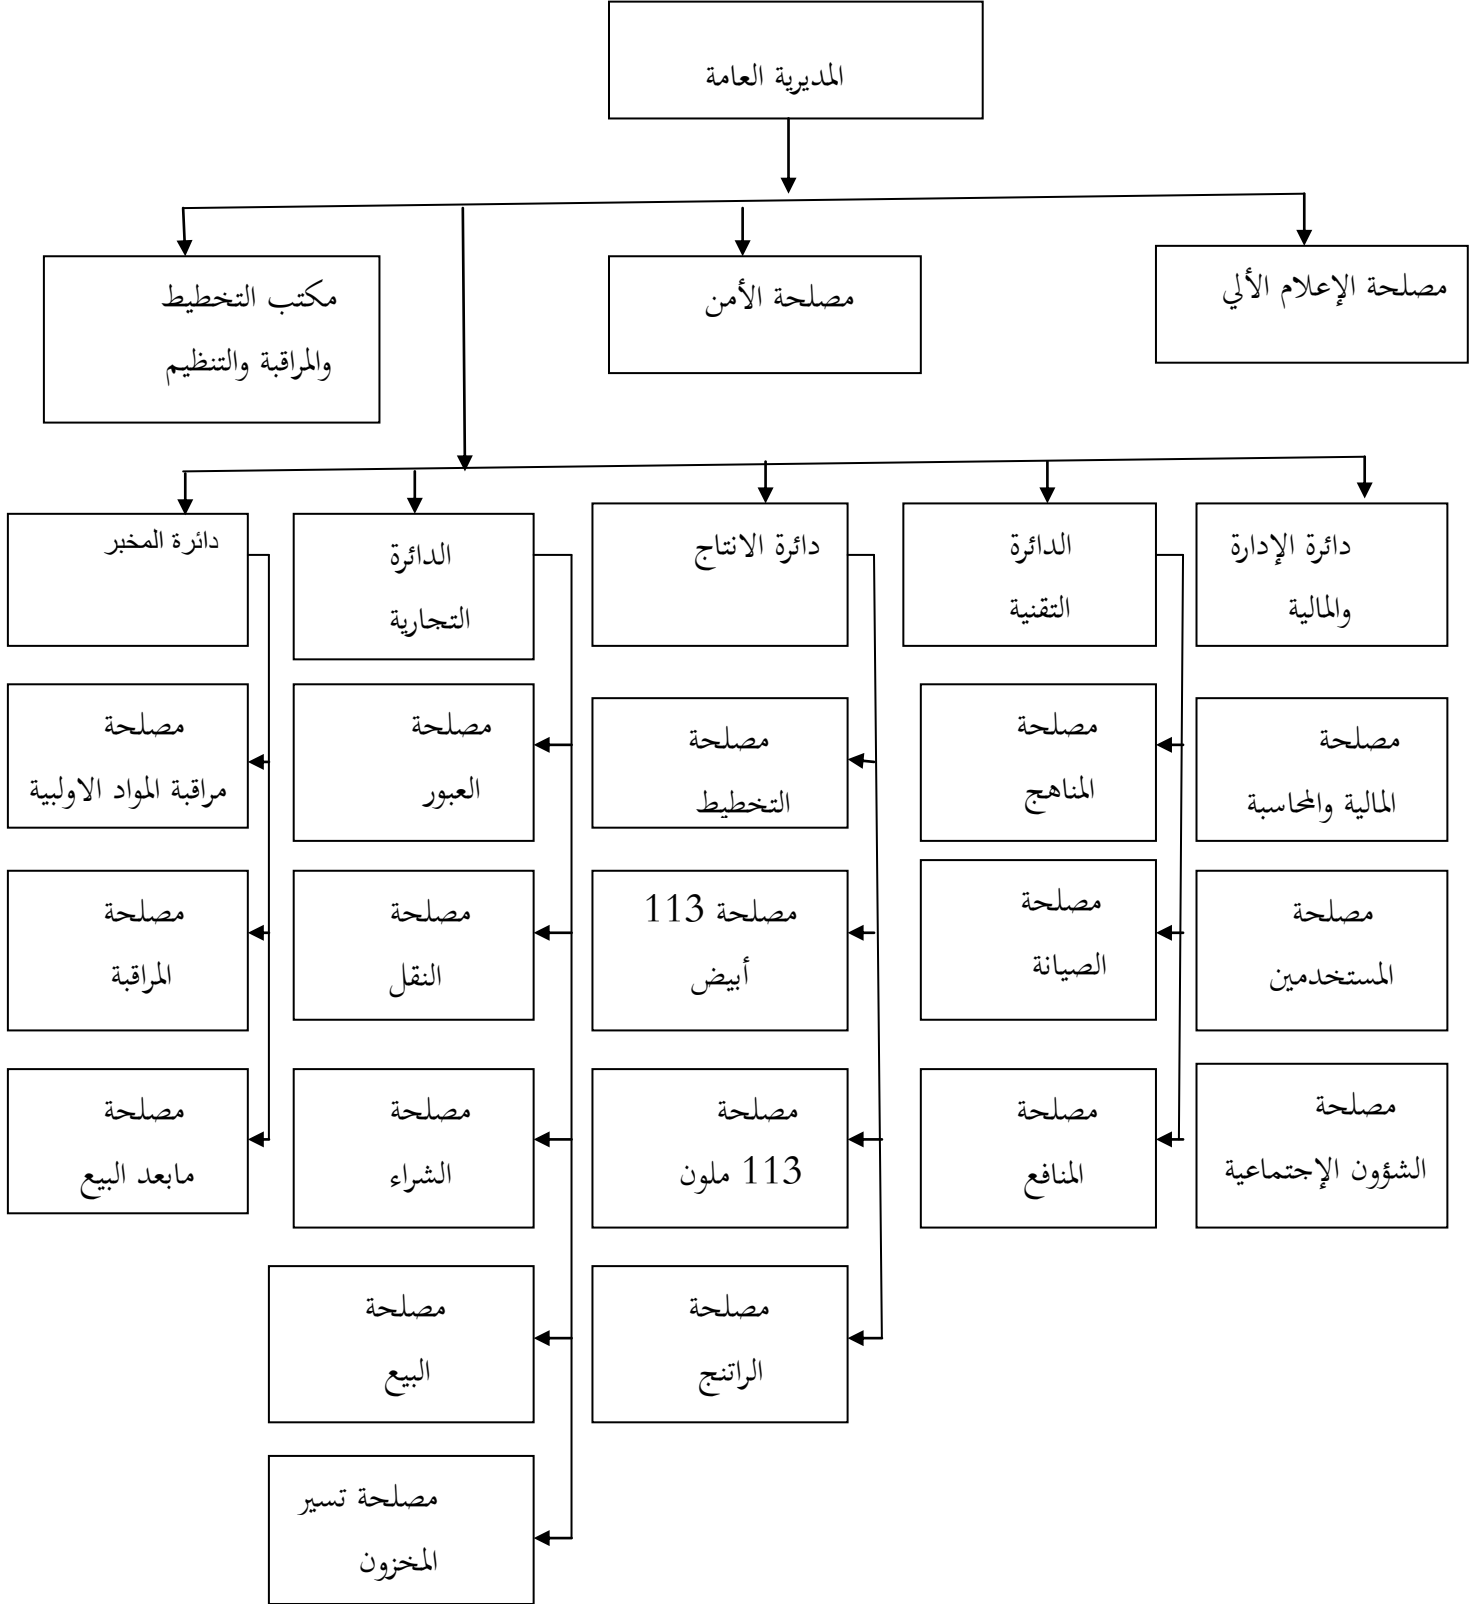 المديرية العامة
مصلحة الإعلام الألي
مصلحة الأمن
مكتب التخطيط
والمراقبة والتنظيم
دائرة الإدارة
والمالية
الدائرة
التقنية
دائرة الانتاج
الدائرة
التجارية
دائرة المخبر
مصلحة
المالية والمحاسبة
مصلحة
المناهج
مصلحة
التخطيط
مصلحة
العبور
مصلحة
مراقبة المواد الاولبية
مصلحة
المستخدمين
مصلحة
الصيانة
مصلحة 113
أبيض
مصلحة
النقل
مصلحة
المراقبة
مصلحة
الشؤون الإجتماعية
مصلحة
المنافع
مصلحة
113 ملون
مصلحة
الشراء
مصلحة
مابعد البيع
مصلحة
الراتنج
مصلحة
البيع
مصلحة تسير
المخزون